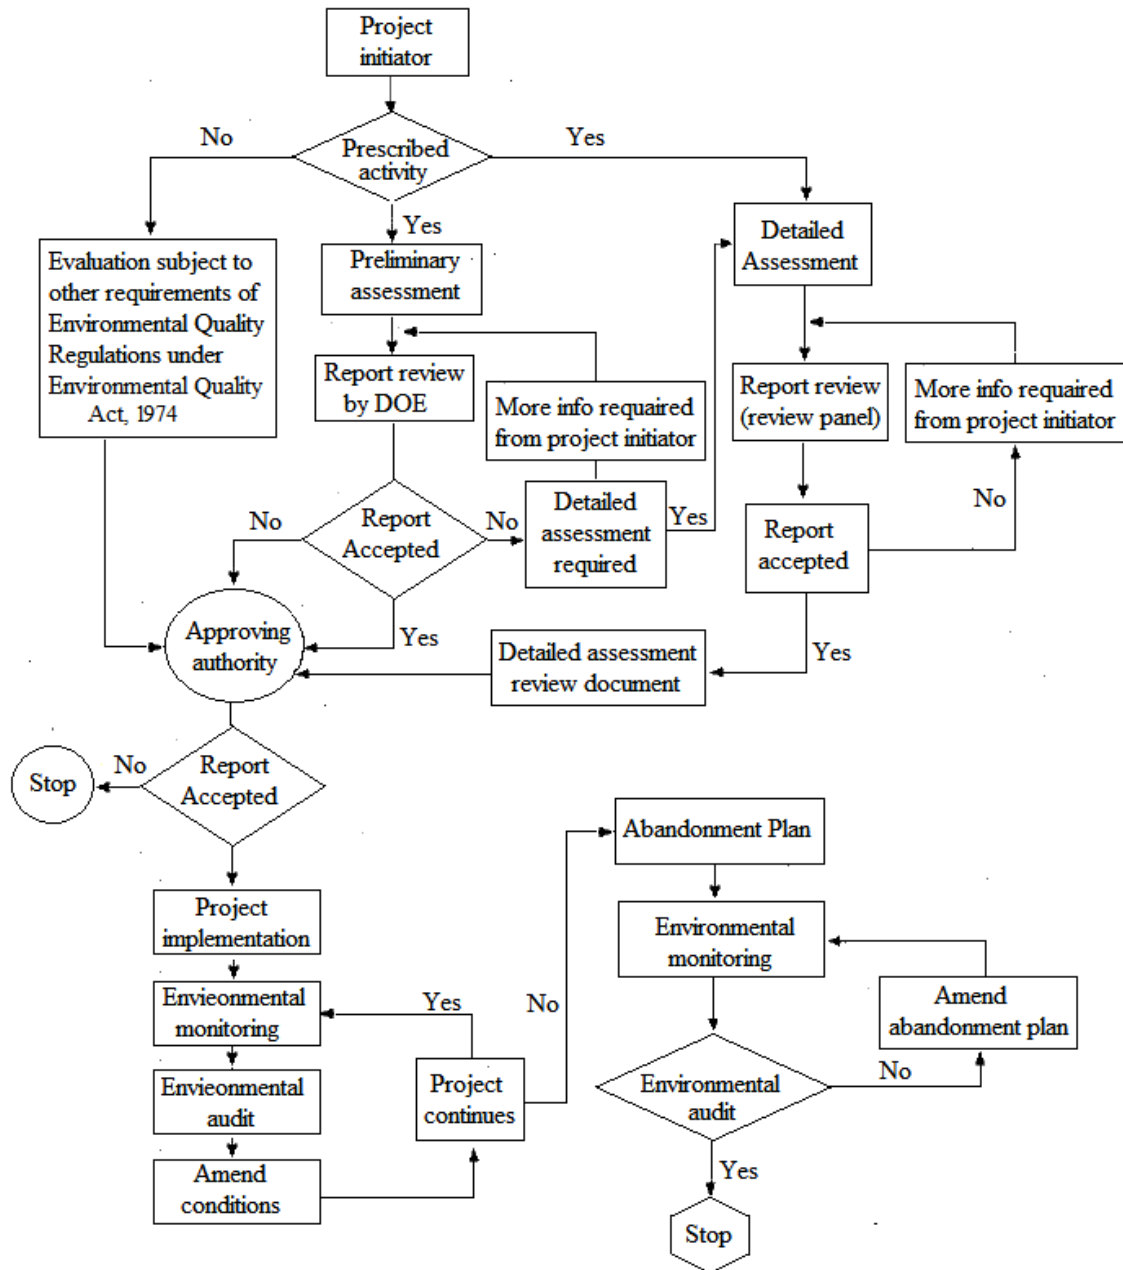 Project
initiator
No
Yes
Prescribed
activity
Yes
Evaluation subject to
other requirements of
Environmental Quality
Regulations under
Environmental Quality
Act, 1974
Preliminary
assessment
Detailed
Assessment
Report review
by DOE
More info requaired
from project initiator
Report review
(review panel)
More info requaired
from project initiator
No
Report
Accepted
No
Detailed
assessment
required
Yes
Report
accepted
No
Approving
authority
Yes
Detailed assessment
review document
Yes
Stop
No
Report
Accepted
Abandonment Plan
Project
implementation
Environmental
monitoring
Envieonmental
monitoring
Yes
No
Amend
abandonment plan
Envieonmental
audit
Project
continues
Environmental
audit
No
Amend
conditions
Yes
Stop